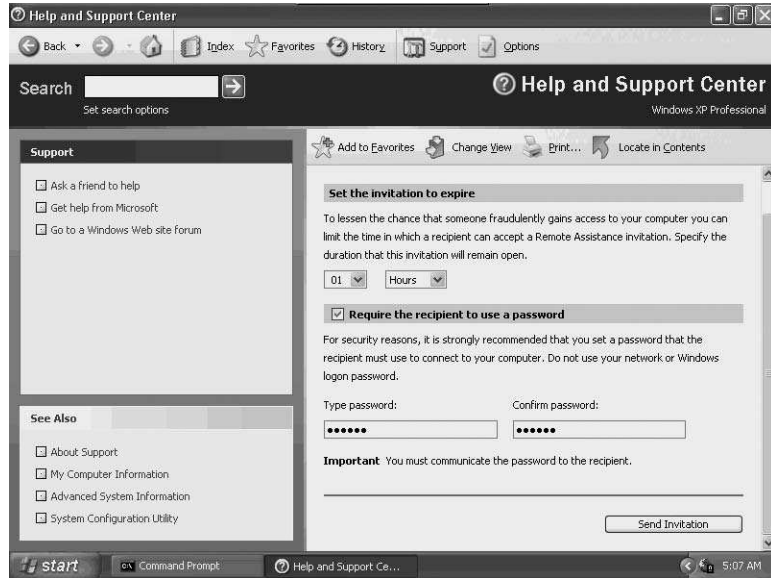 Help and Support Center
Back
Index
Favorites
History
Support
Options
Search
Set search options
Help and Support Center
Windows XP Professional
Support
Ask a friend to help
Get help from Microsoft
Go to a Windows Web site forum
See Also
About Support
My Computer Information
Advanced System Information
System Configuration Utility
Add to Favorites
Change View
Print...
Locate in Contents
Set the invitation to expire
To lessen the chance that someone fraudulently gains access to your computer you can
limit the time in which a recipient can accept a Remote Assistance invitation. Specify the
duration that this invitation will remain open.
01
Hours
Require the recipient to use a password
For security reasons, it is strongly recommended that you set a password that the
recipient must use to connect to your computer. Do not use your network or Windows
logon password.
Type password:
Confirm password:
••••••
••••••
Important You must communicate the password to the recipient.
Send Invitation
start
Command Prompt
Help and Support Ce...
5:07 AM